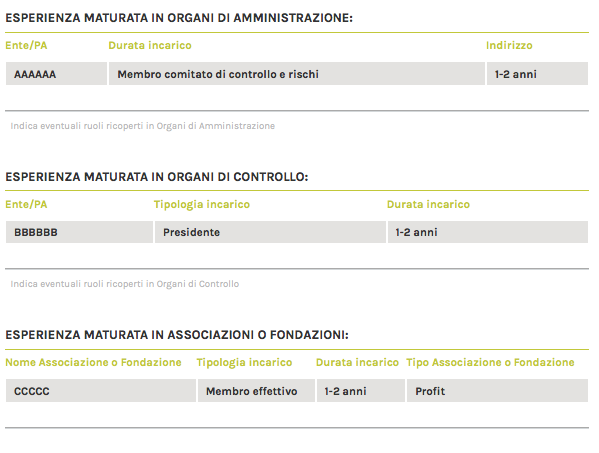 ESPERIENZA MATURATA IN ORGANI DI AMMINISTRAZIONE:
Ente/PA Durata incarico Indirizzo
AAAAAA Membro comitato di controllo e rischi 1-2 anni
Indica eventuali ruoli ricoperti in Organi di Amministrazione
ESPERIENZA MATURATA IN ORGANI DI CONTROLLO:
Ente/PA Tipologia incarico Durata incarico
BBBBBB Presidente 1-2 anni
Indica eventuali ruoli ricoperti in Organi di Controllo
ESPERIENZA MATURATA IN ASSOCIAZIONI O FONDAZIONI:
Nome Associazione o Fondazione Tipologia incarico Durata incarico Tipo Associazione o Fondazione
CCCCC Membro effettivo 1-2 anni Profit